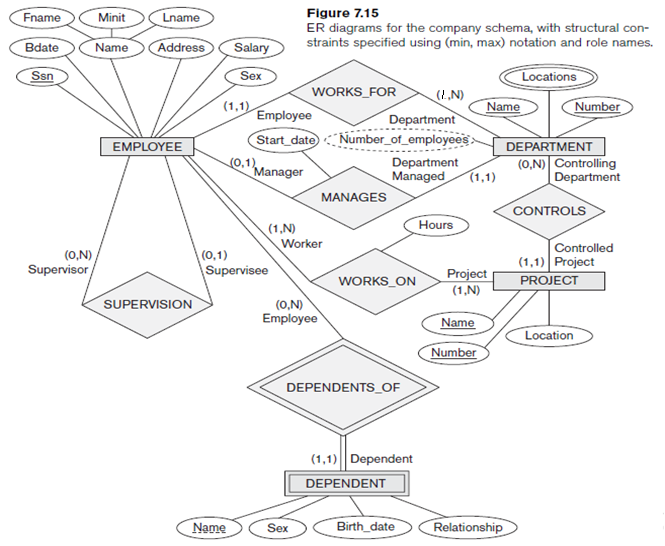 Figure 7.15
ER diagrams for the company schema, with structural con-
straints specified using (min, max) notation and role names.
Fname
Minit
Lname
Bdate
Name
Address
Salary
Ssn
Sex
WORKS_FOR
(1,1)
Employee
(1,N)
Department
Locations
Name
Number
Start_date
Number_of_employees
EMPLOYEE
DEPARTMENT
(0,1)
Manager
MANAGES
Department
Managed
(1,1)
(0,N)
Controlling
Department
CONTROLS
(1,N)
Worker
Hours
(0,N)
Supervisor
(0,1)
Supervisee
SUPERVISION
WORKS_ON
Project
(1,N)
Controlled
(1,1)
Project
PROJECT
(0,N)
Employee
Name
Number
Location
DEPENDENTS_OF
(1,1)
Dependent
DEPENDENT
Name
Sex
Birth_date
Relationship